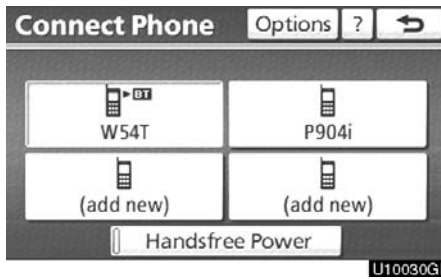 Connect Phone Options ? 
BT
W54T P904i
(add new) (add new)
Handsfree Power
U10030G